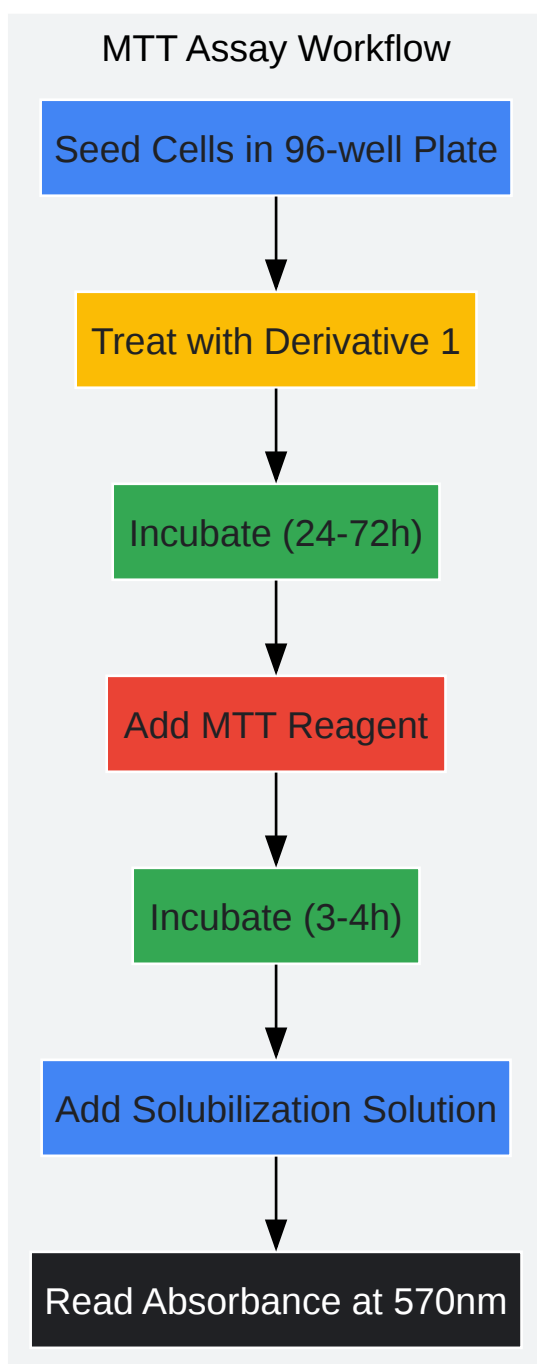 MTT Assay Workflow
Seed Cells in 96-well Plate
Treat with Derivative 1
Incubate (24-72h)
Add MTT Reagent
Incubate (3-4h)
Add Solubilization Solution
Read Absorbance at 570nm